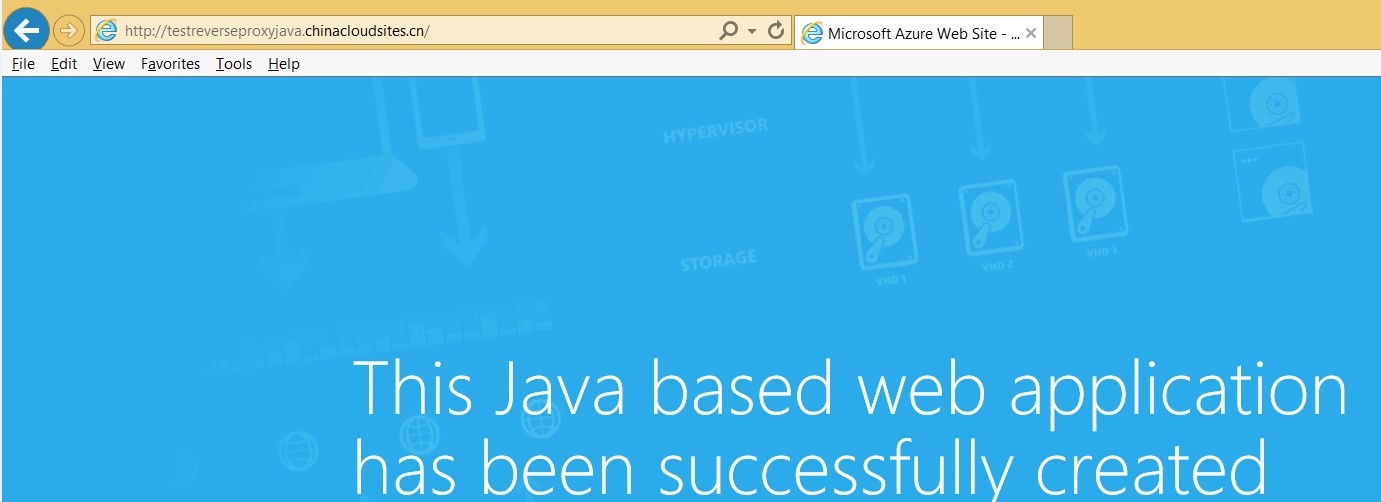 http://testreverseproxyjava.chinacloudsites.cn/
Microsoft Azure Web Site - ...
File Edit View Favorites Tools Help
HYPERVISOR
STORAGE
VHD 1
VHD 2
VHD 3
This Java based web application
has been successfully created